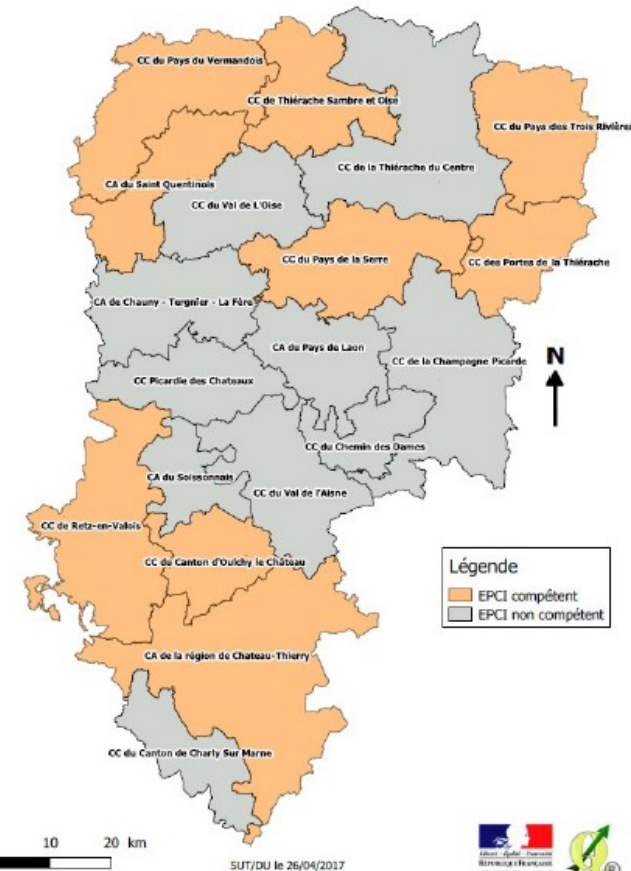 CC du Pays du Vermandois
CC de Thiérache Sambre et Oise
CC du Pays des Trois Rivières
CC de la Thiérache du Centre
CA du Saint Quentinois
CC du Val de L'Oise
CC du Pays de la Serre
CC des Portes de la Thiérache
CA de Chauny - Tergnier - La Fère
CA du Pays de Laon
CC de la Champagne Picarde
N
CC Picardie des Chateaux
CC du Chemin des Dames
CA du Soissonnais
CC du Val de l'Aisne
CC de Retz-en-Valois
CC du Canton d'Oulchy le Château
Légende
EPCI compétent
EPCI non compétent
CA de la région de Chateau-Thierry
CC du Canton de Charly Sur Marne
10 20 km
SUT/DU le 26/04/2017
Liberté • Égalité • Fraternité
RÉPUBLIQUE FRANÇAISE